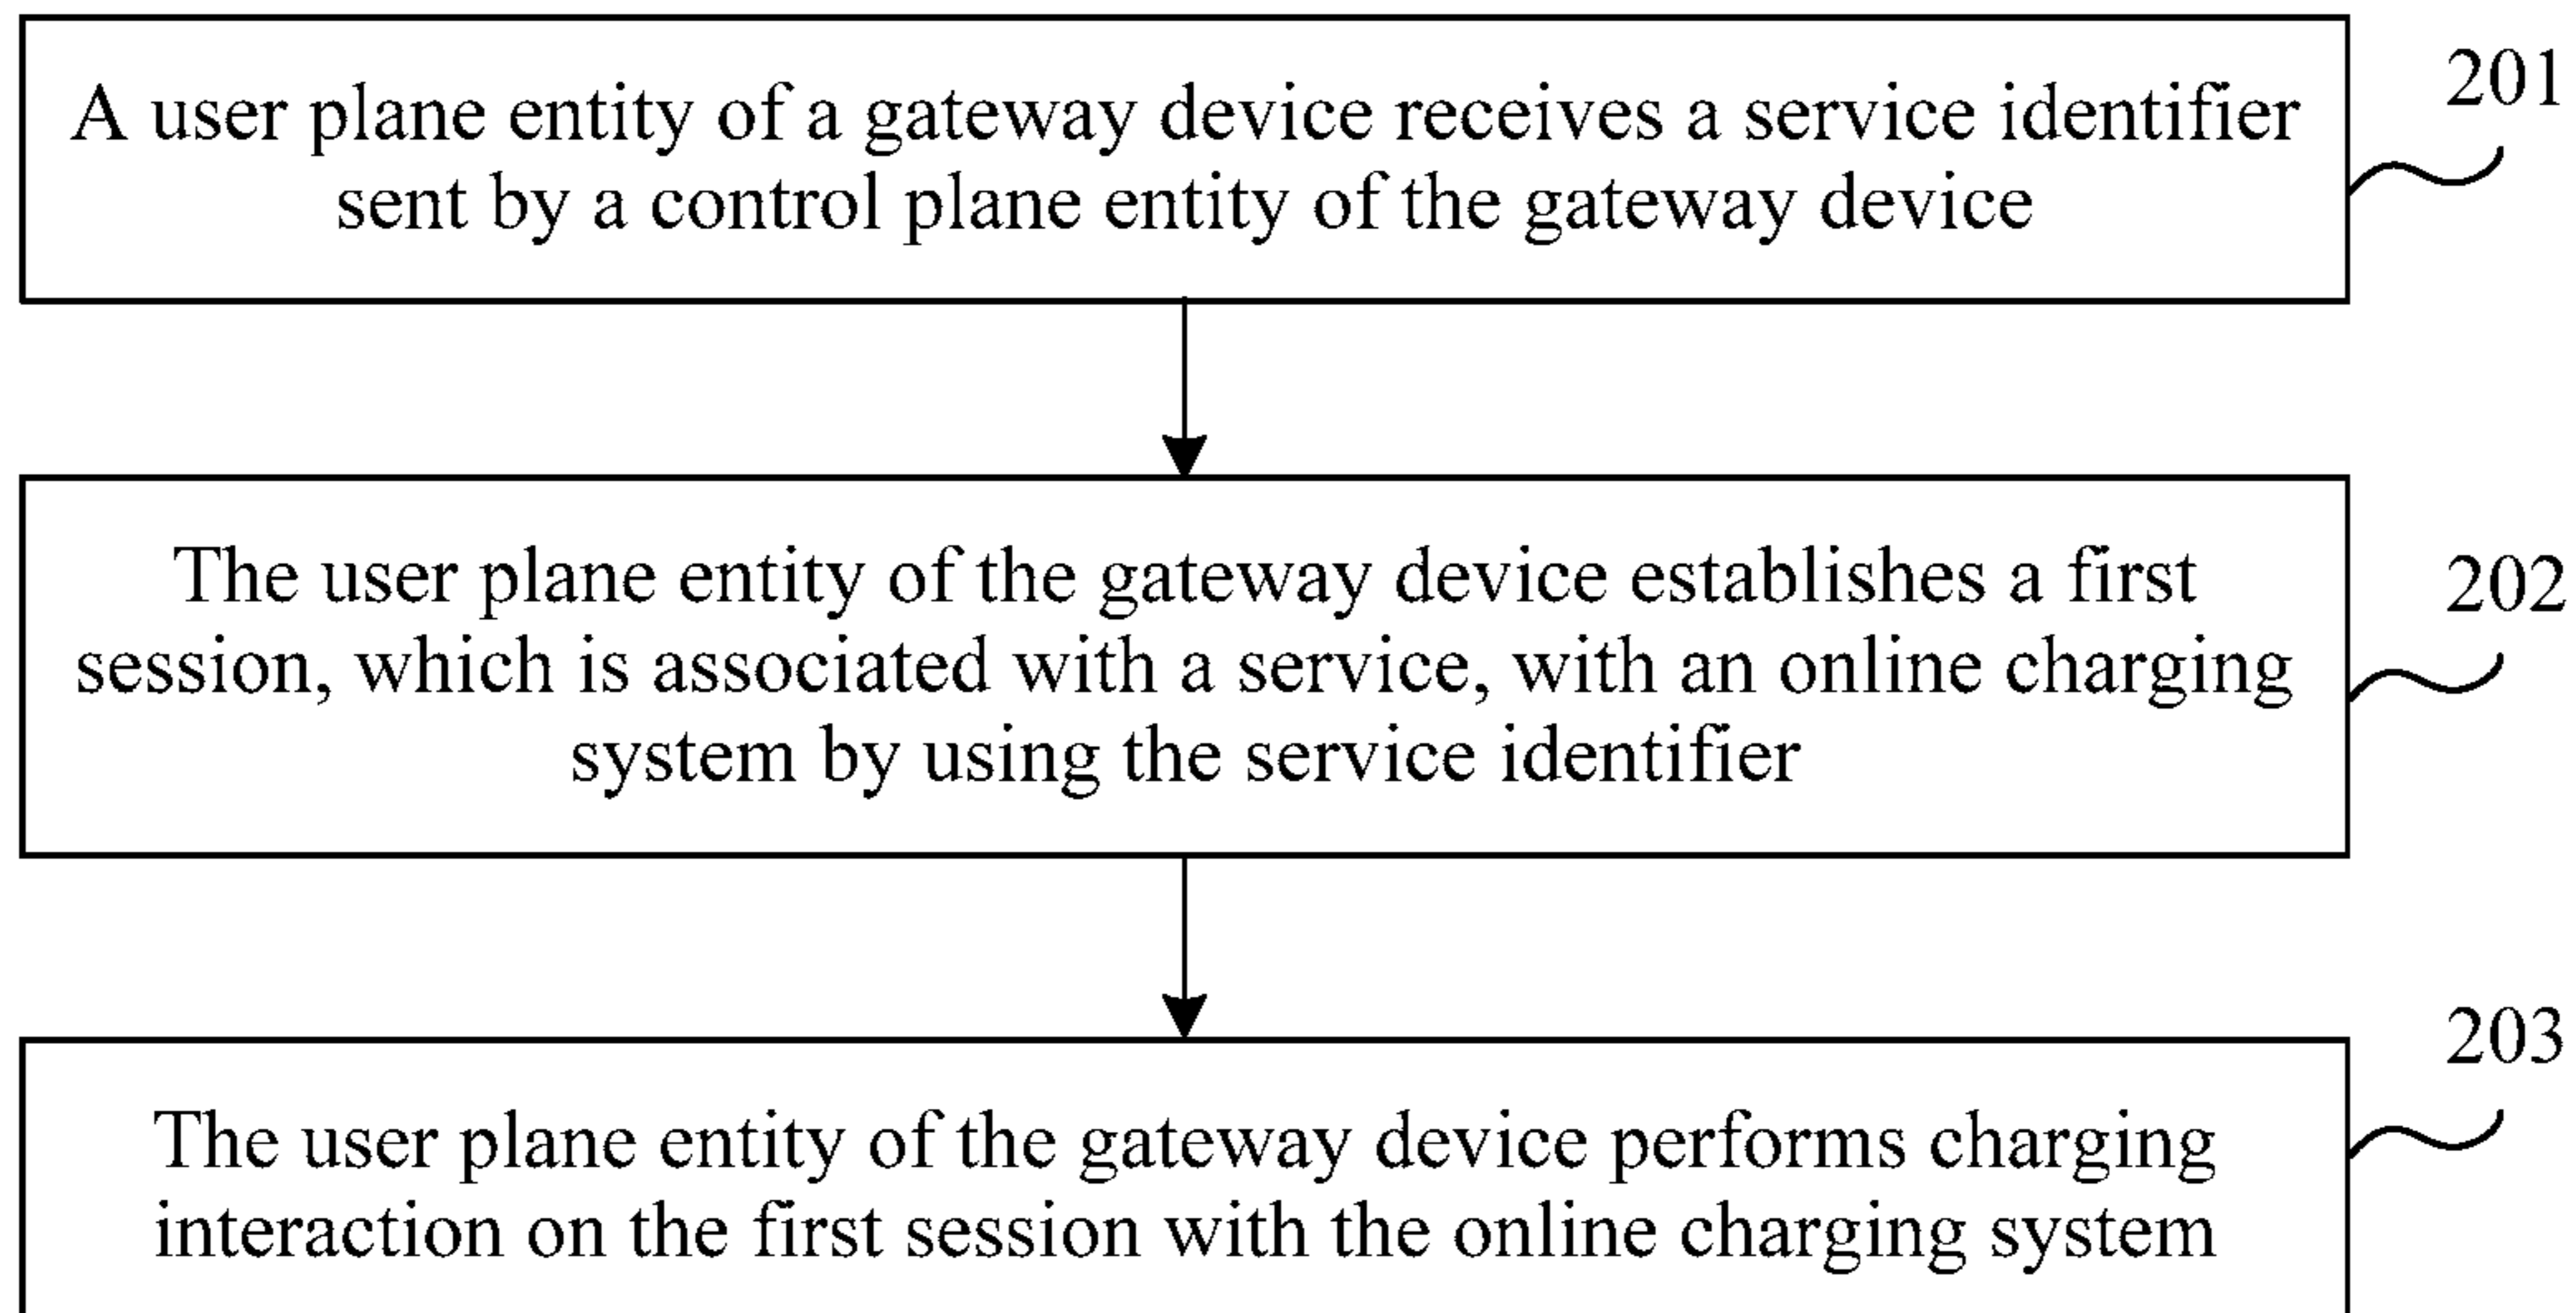 A user plane entity of a gateway device receives a service identifier
sent by a control plane entity of the gateway device
201
The user plane entity of the gateway device establishes a first
session, which is associated with a service, with an online charging
system by using the service identifier
202
The user plane entity of the gateway device performs charging
interaction on the first session with the online charging system
203